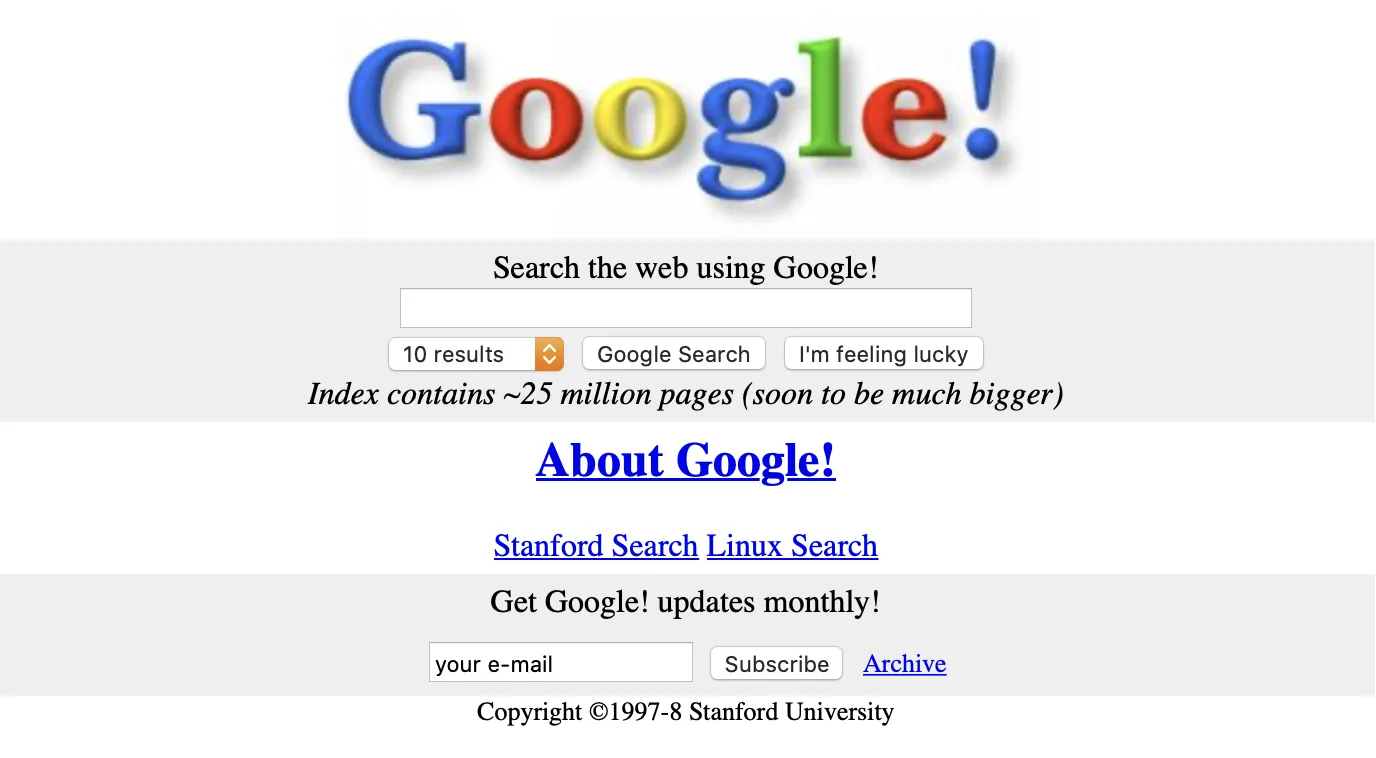 Google!
Search the web using Google!
10 results Google Search I'm feeling lucky
Index contains ~25 million pages (soon to be much bigger)
About Google!
Stanford Search Linux Search
Get Google! updates monthly!
your e-mail Subscribe Archive
Copyright ©1997-8 Stanford University